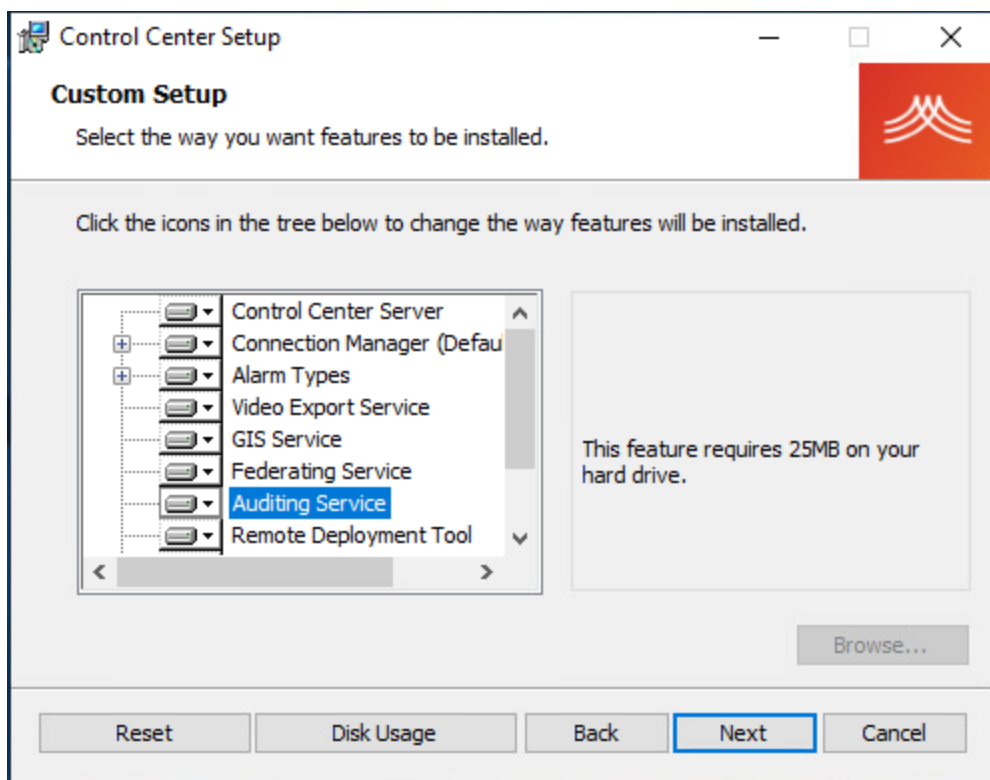 Control Center Setup
Custom Setup
Select the way you want features to be installed.
Click the icons in the tree below to change the way features will be installed.
Control Center Server
Connection Manager (Defau
Alarm Types
Video Export Service
GIS Service
Federating Service
Auditing Service
Remote Deployment Tool
This feature requires 25MB on your
hard drive.
Browse...
Reset
Disk Usage
Back
Next
Cancel